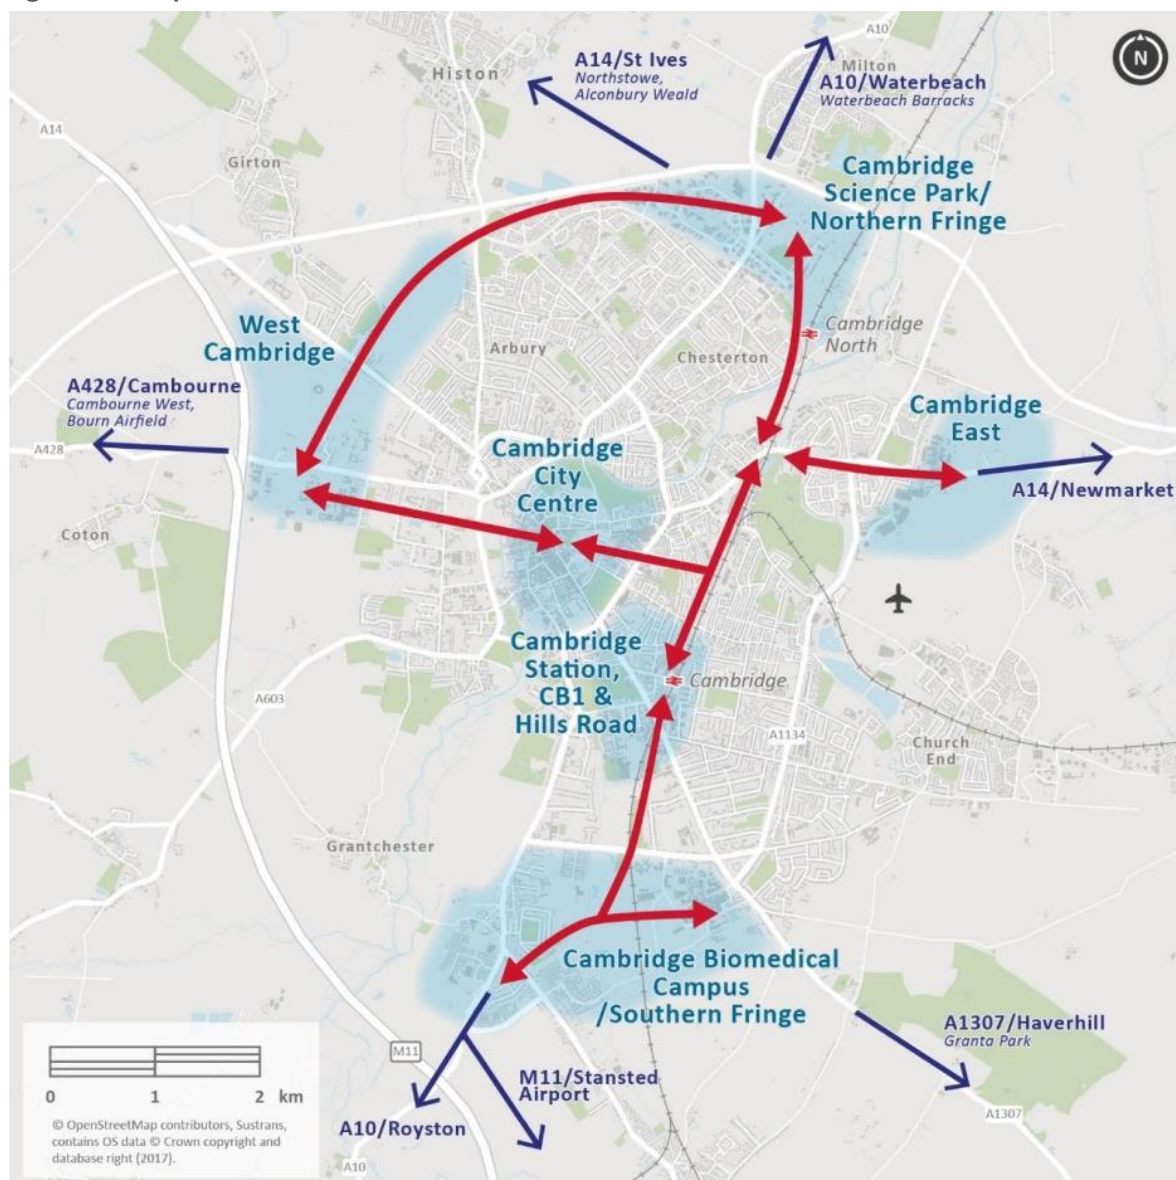 A10
Milton
Histon
A14/St Ives
Northstowe,
Alconbury Weald
A10/Waterbeach
Waterbeach Barracks
N
A14
Girton
Cambridge
Science Park/
Northern Fringe
West
Cambridge
Arbury
Chesterton
Cambridge
North
A428/Cambourne
Cambourne West,
Bourn Airfield
A428
Cambridge
East
A14/Newmarket
Cambridge
City
Centre
Coton
Cambridge
Station,
CB1 &
Hills Road
Cambridge
A603
A1134
Church
End
Grantchester
Cambridge Biomedical
Campus
/Southern Fringe
A1307/Haverhill
Granta Park
M11
M11/Stansted
Airport
A10/Royston
A10
A1307
0 1 2 km
© OpenStreetMap contributors, Sustrans,
contains OS data © Crown copyright and
database right (2017).